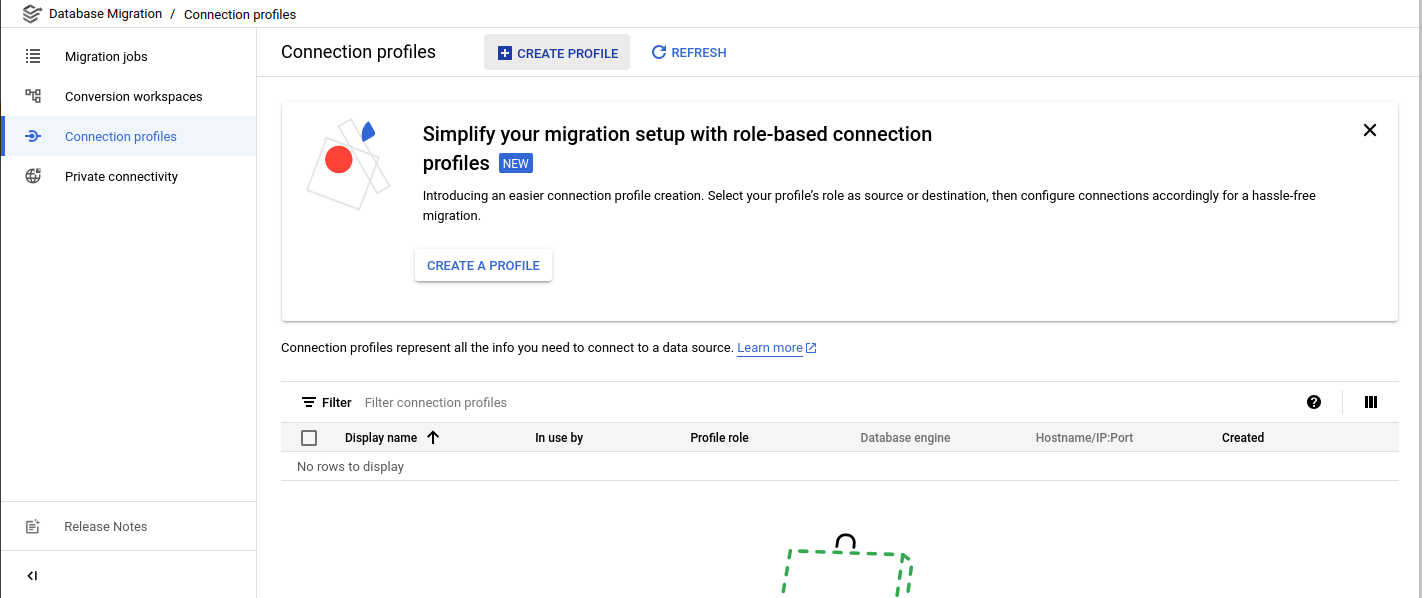 Database Migration / Connection profiles
Migration jobs
Conversion workspaces
Connection profiles
Private connectivity
Release Notes
Connection profiles CREATE PROFILE REFRESH
Simplify your migration setup with role-based connection
profiles NEW
Introducing an easier connection profile creation. Select your profile's role as source or destination, then configure connections accordingly for a hassle-free
migration.
CREATE A PROFILE
Connection profiles represent all the info you need to connect to a data source. Learn more
Filter Filter connection profiles
Display name In use by Profile role Database engine Hostname/IP:Port Created
No rows to display